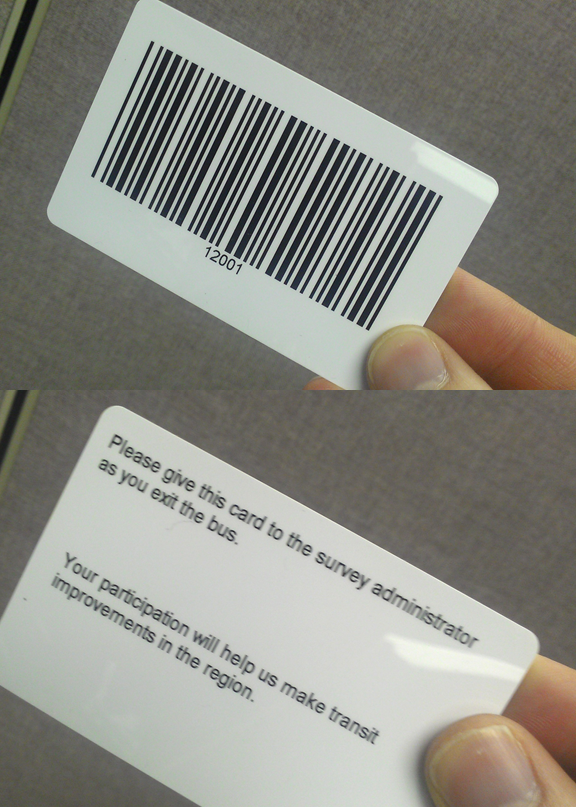 12001
Please give this card to the survey administrator
as you exit the bus.
Your participation will help us make transit
improvements in the region.